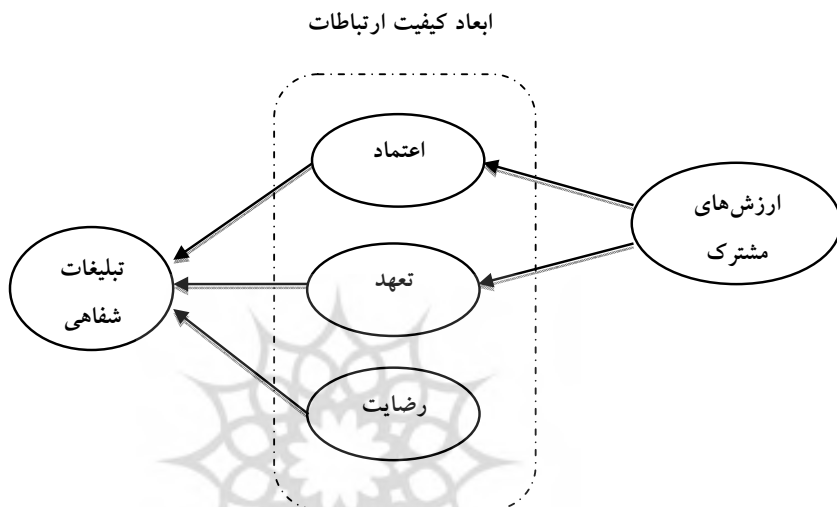 ابعاد کیفیت ارتباطات
اعتماد
ارزش‌های
مشترک
تبلیغات
شفاهی
تعهد
رضایت